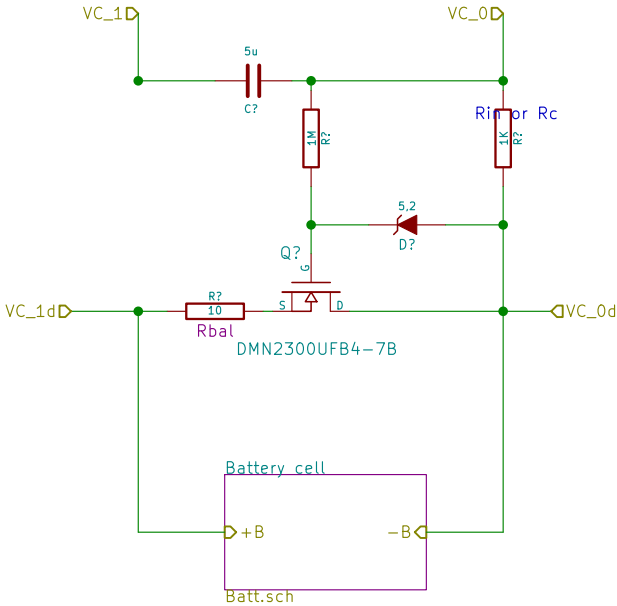 VC_1
VC_0
5u
C?
Rin or Rc
1M
R?
1K
R?
5.2
D?
Q?
G
S
D
VC_1d
R?
10
Rbal
VC_0d
DMN2300UFB4-7B
Battery cell
+B
-B
Batt.sch